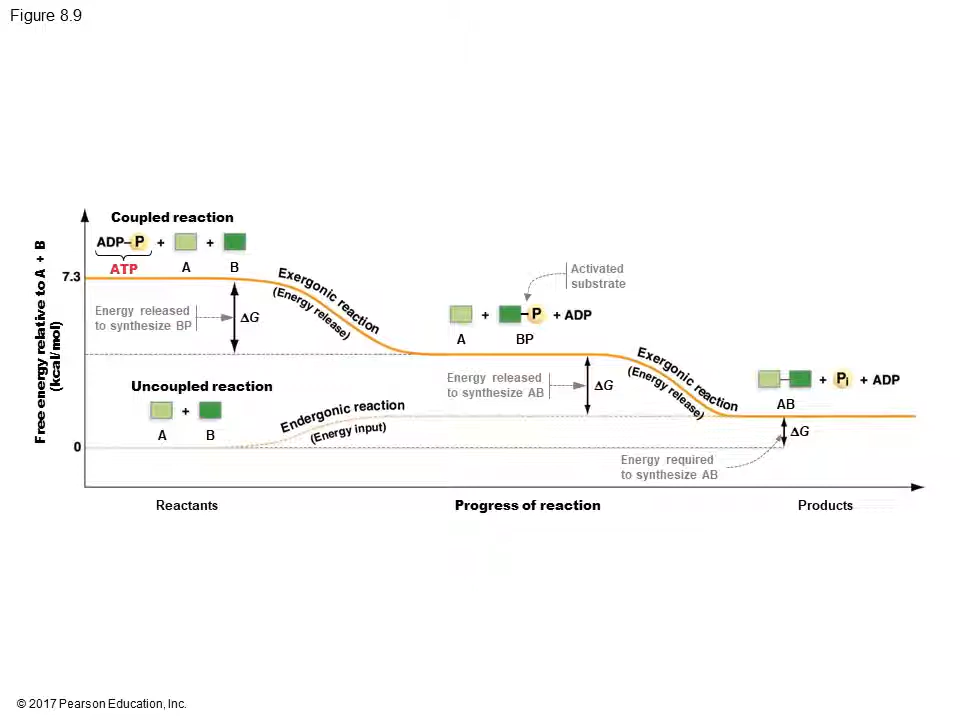 Figure 8.9
Coupled reaction
ADP–P + +
ATP A B
Free energy relative to A + B
(kcal/mol)
7.3
Exergonic reaction
(Energy release)
Energy released
to synthesize BP
ΔG
Activated
substrate
+ P + ADP
A BP
Uncoupled reaction
+
A B
Endergonic reaction
(Energy input)
Energy released
to synthesize AB
ΔG
Exergonic reaction
(Energy release)
+ Pi + ADP
AB
ΔG
0
Energy required
to synthesize AB
Reactants
Progress of reaction
Products
© 2017 Pearson Education, Inc.